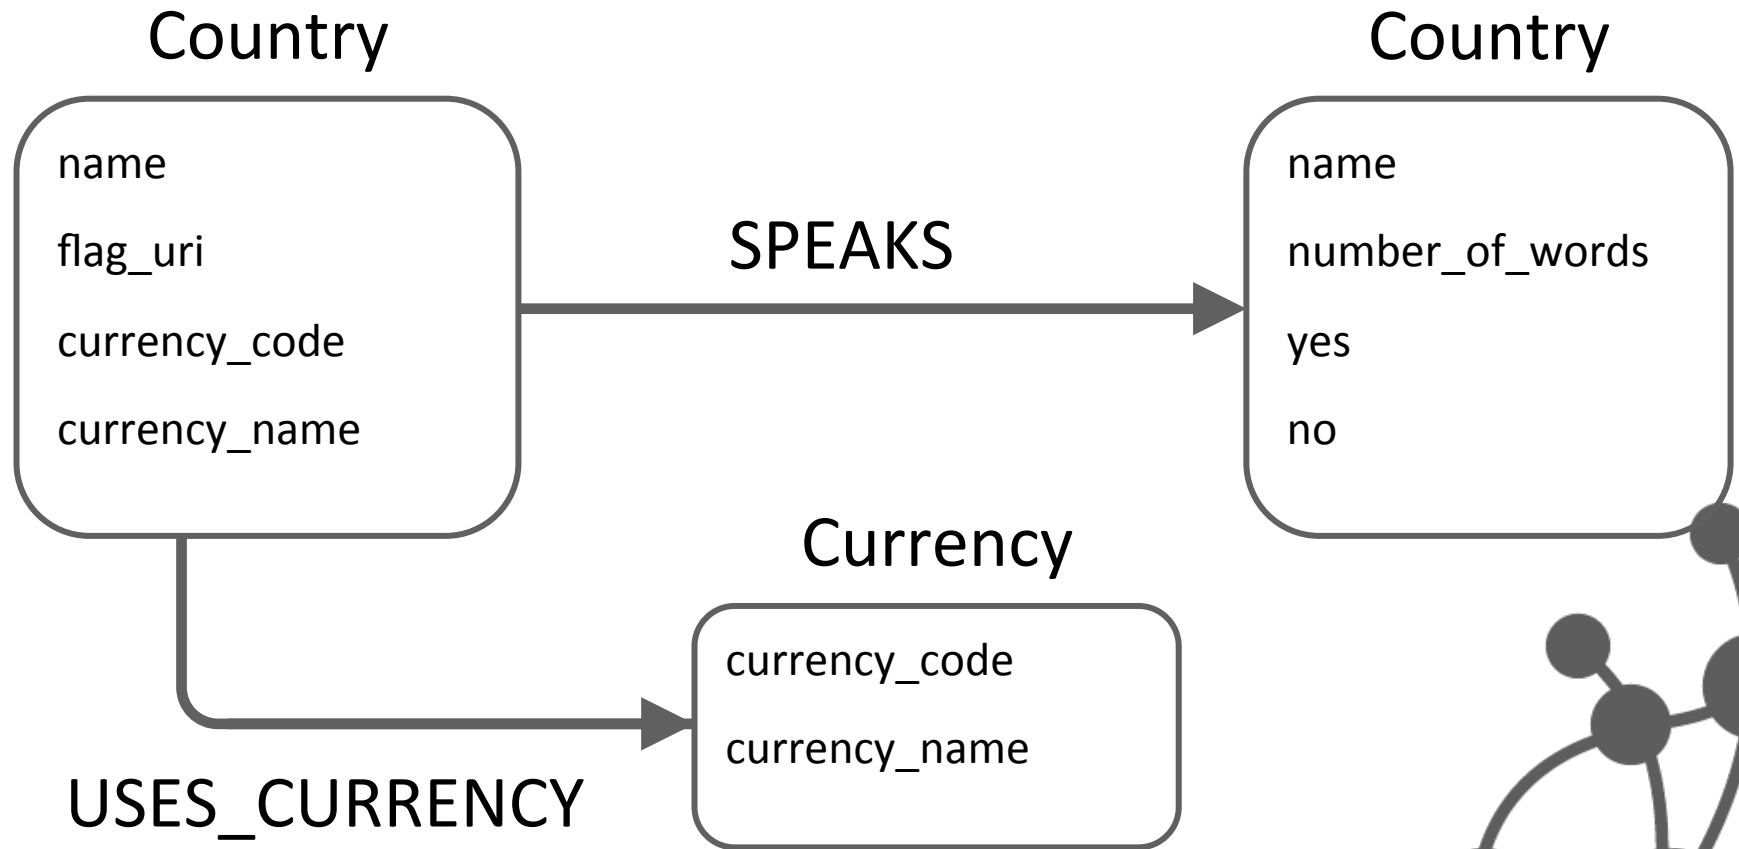 Country
name
flag_uri
currency_code
currency_name
SPEAKS
Country
name
number_of_words
yes
no
USES_CURRENCY
Currency
currency_code
currency_name